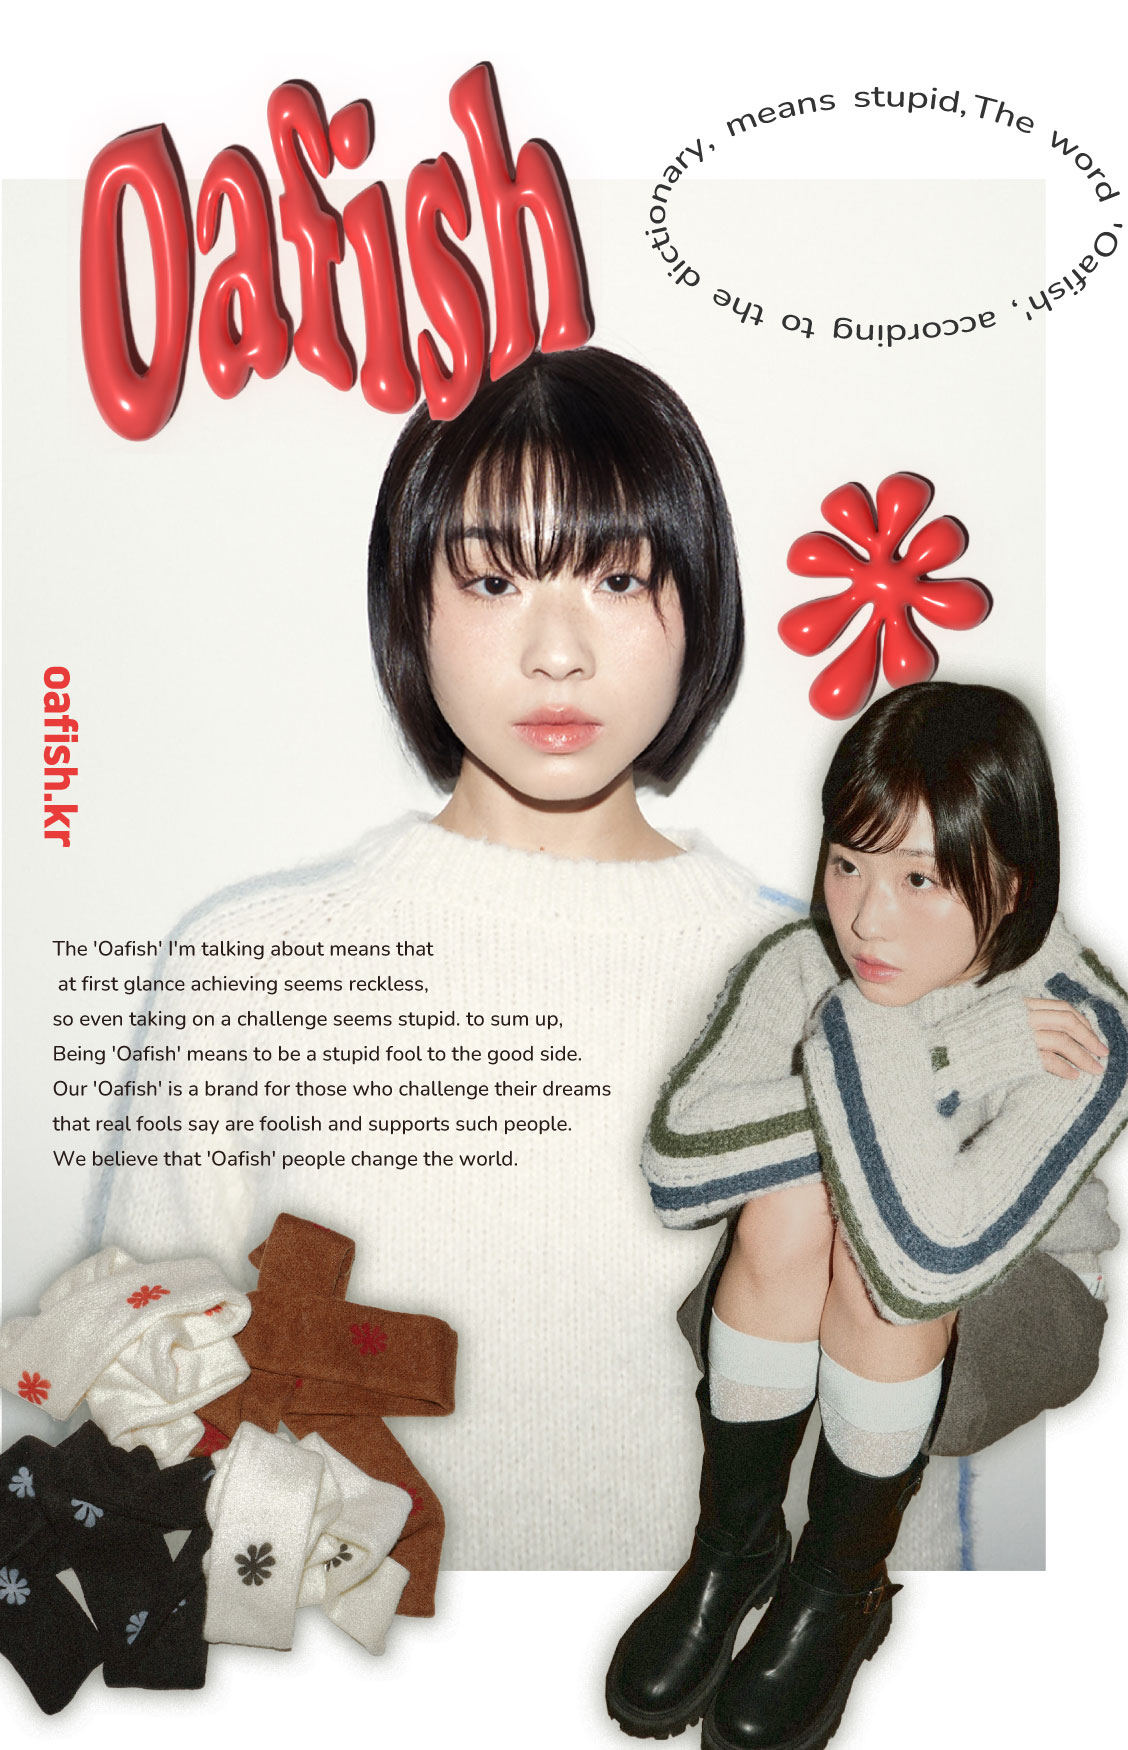 Oafish
The word 'Oafish', according to the dictionary, means stupid,
oafish.kr
The 'Oafish' I'm talking about means that
at first glance achieving seems reckless,
so even taking on a challenge seems stupid. to sum up,
Being 'Oafish' means to be a stupid fool to the good side.
Our 'Oafish' is a brand for those who challenge their dreams
that real fools say are foolish and supports such people.
We believe that 'Oafish' people change the world.